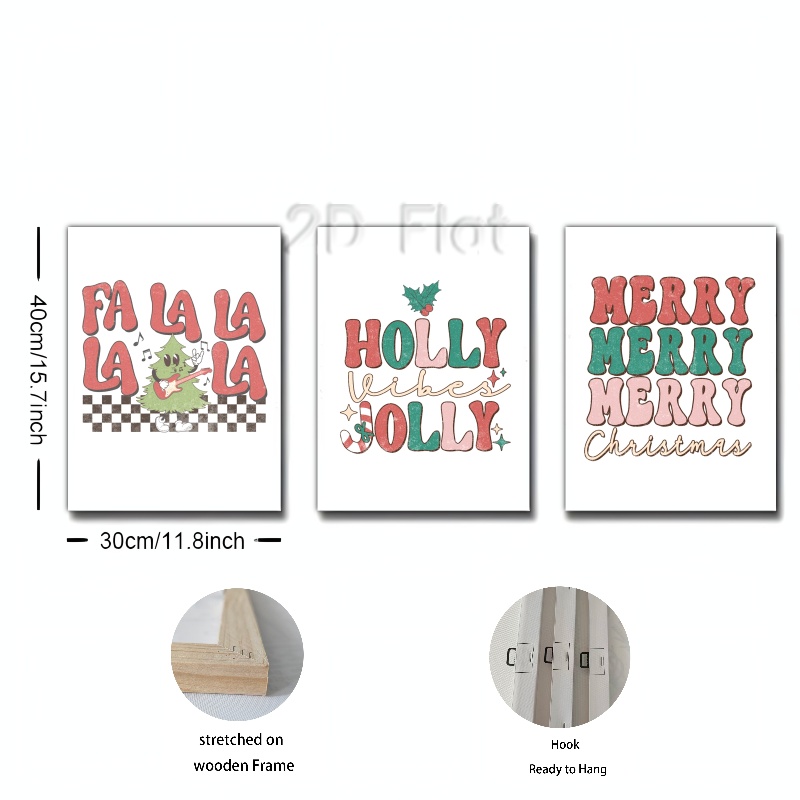 2D Flat
40cm/15.7inch
FA LA LA
LA LA
HOLLY
Vibes
JOLLY
MERRY
MERRY
MERRY
Christmas
30cm/11.8inch
stretched on
wooden Frame
Hook
Ready to Hang